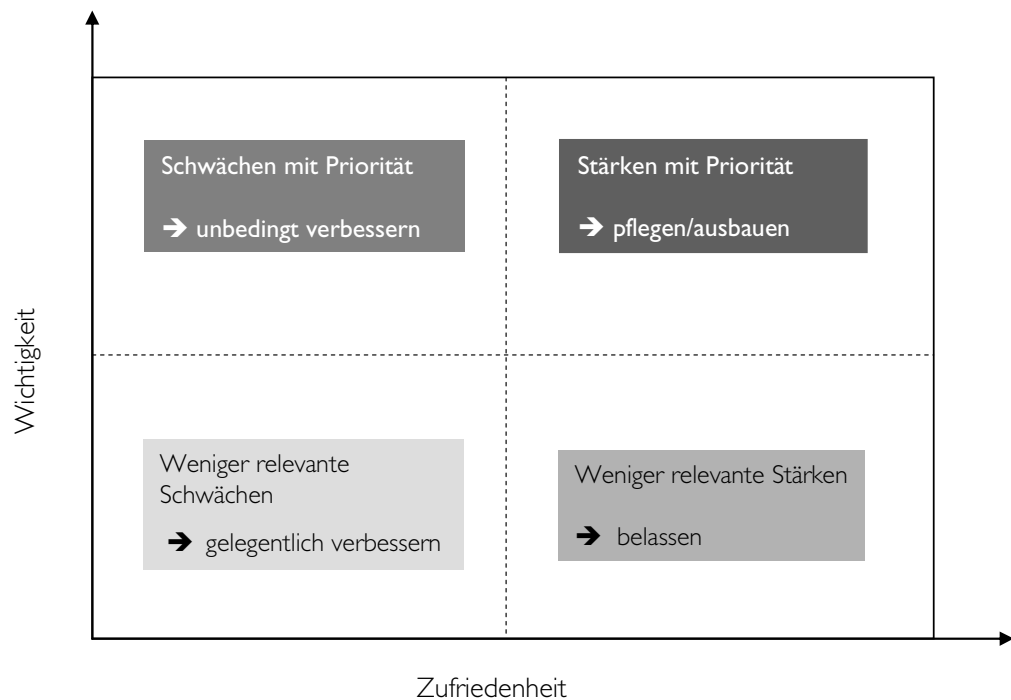 Wichtigkeit
Schwächen mit Priorität
➔ unbedingt verbessern
Stärken mit Priorität
➔ pflegen/ausbauen
Weniger relevante
Schwächen
➔ gelegentlich verbessern
Weniger relevante Stärken
➔ belassen
Zufriedenheit